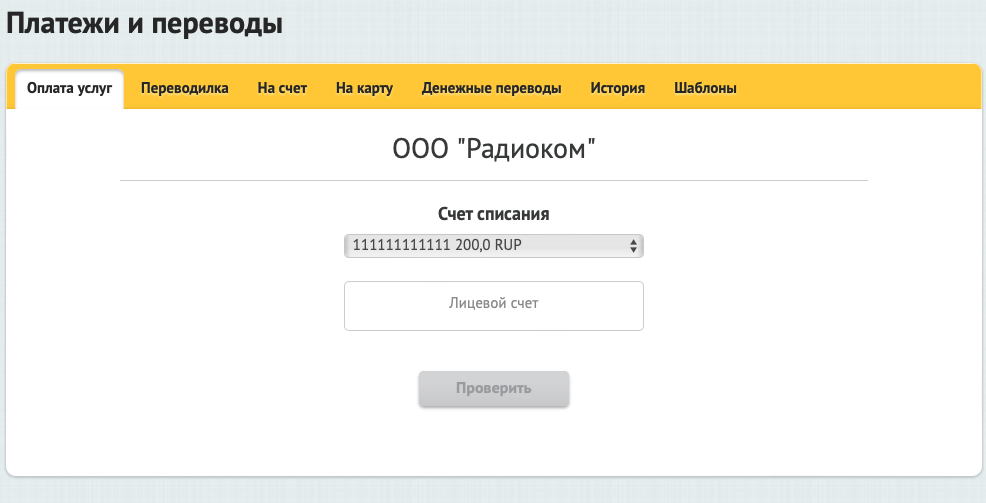 Платежи и переводы
Оплата услуг Переводилка На счет На карту Денежные переводы История Шаблоны
ООО "Радиоком"
Счет списания
111111111111 200,0 RUP
Лицевой счет
Проверить